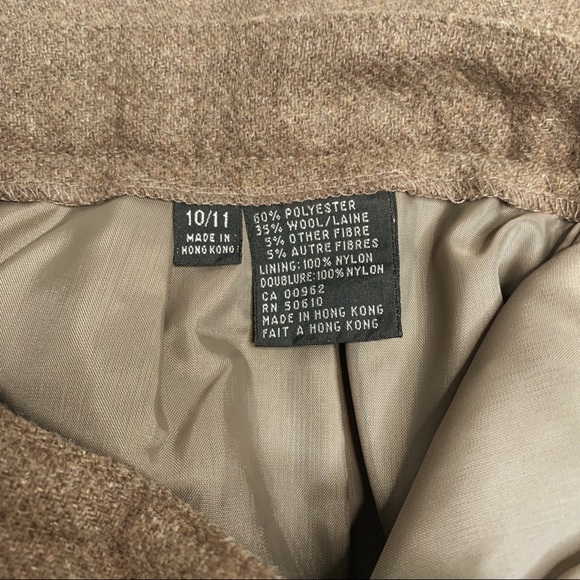 10/11
MADE IN
HONG KONG
60% POLYESTER
35% WOOL/LAINE
5% OTHER FIBRE
5% AUTRE FIBRES
LINING: 100% NYLON
DOUBLURE: 100% NYLON
CA 00962
RN 50610
MADE IN HONG KONG
FAIT A HONG KONG